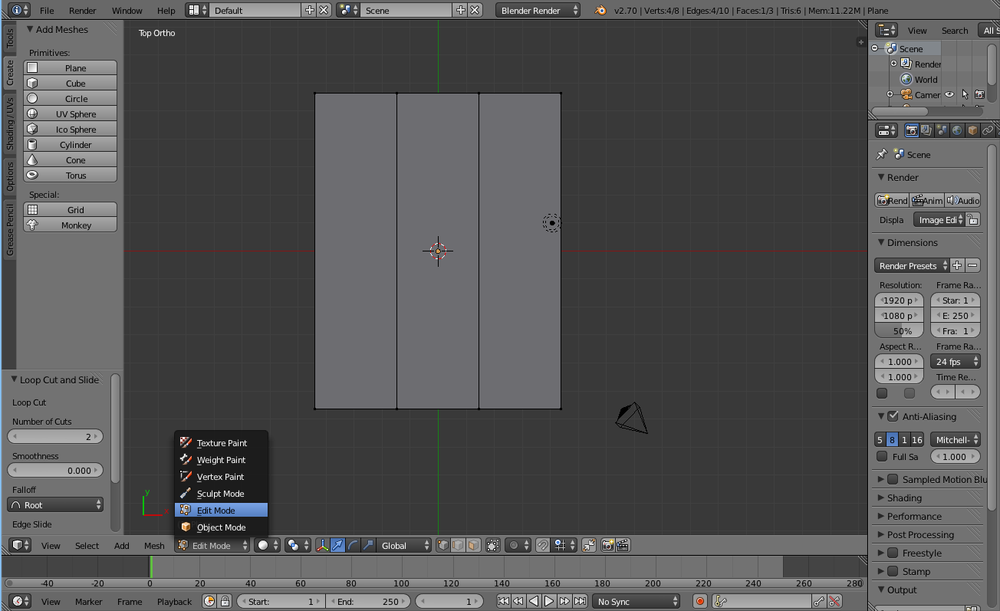 File Render Window Help Default Scene Blender Render v2.70 | Verts:4/8 | Edges:4/10 | Faces:1/3 | Tris:6 | Mem:11.22M | Plane
Tools
Create
Shading / UVs
Options
Grease Pencil
Add Meshes
Primitives:
Plane
Cube
Circle
UV Sphere
Ico Sphere
Cylinder
Cone
Torus
Special:
Grid
Monkey
Loop Cut and Slide
Loop Cut
Number of Cuts
2
Smoothness
0.000
Falloff
Root
Edge Slide
Top Ortho
y
x
Texture Paint
Weight Paint
Vertex Paint
Sculpt Mode
Edit Mode
Object Mode
View Select Add Mesh Edit Mode Global
-40 -20 0 20 40 60 80 100 120 140 160 180 200 220 240 260 280
View Marker Frame Playback Start: 1 End: 250 1 No Sync
View Search All S
Scene
Render
World
Camer
Scene
Render
Rend Anim Audio
Displa Image Edi
Dimensions
Render Presets
Resolution: Frame Ra...
1920 p Star: 1
1080 p E: 250
50% Fra: 1
Aspect R... Frame Ra...
1.000 24 fps
1.000 Time Re...
Anti-Aliasing
5 8 1 16 Mitchell-
Full Sa 1.000
Sampled Motion Blu
Shading
Performance
Post Processing
Freestyle
Stamp
Output